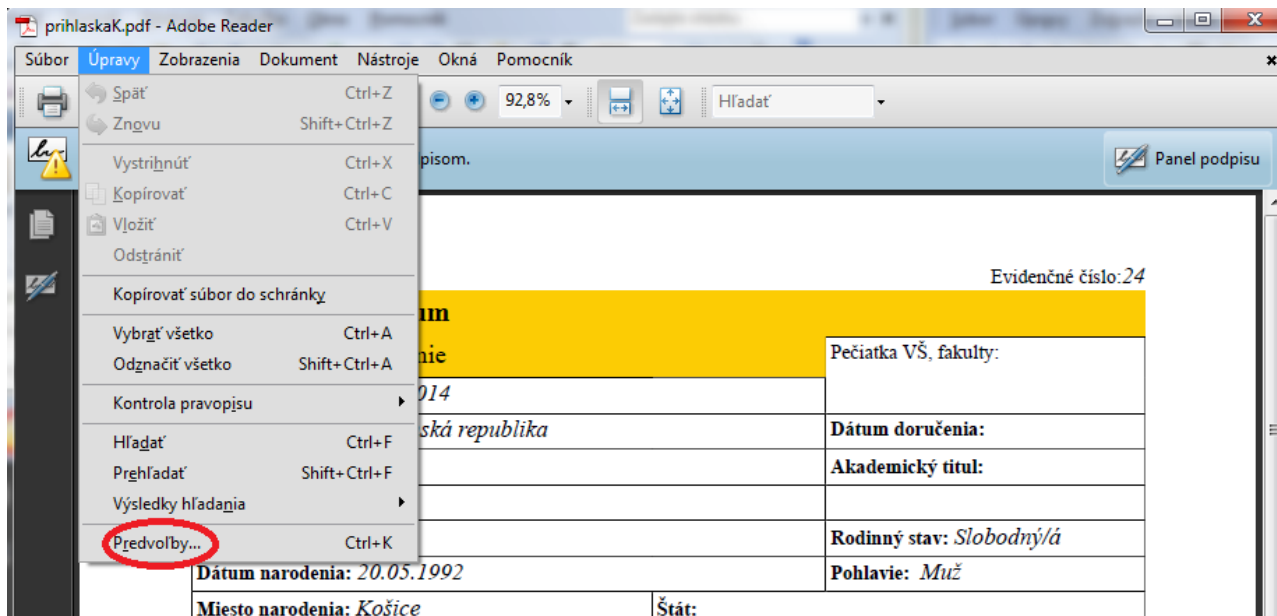 prihlaskaK.pdf - Adobe Reader
Súbor Úpravy Zobrazenia Dokument Nástroje Okná Pomocník
92,8% Hľadať
Späť Ctrl+Z
Znovu Shift+Ctrl+Z
pisom. Panel podpisu
Vystrihnúť Ctrl+X
Kopírovať Ctrl+C
Vložiť Ctrl+V
Odstrániť
Kopírovať súbor do schránky
Vybrať všetko Ctrl+A
Odznačiť všetko Shift+Ctrl+A
Kontrola pravopisu
Hľadať Ctrl+F
Prehľadať Shift+Ctrl+F
Výsledky hľadania
Predvoľby... Ctrl+K
Evidenčné číslo:24
um
nie
Pečiatka VŠ, fakulty:
014
ská republika
Dátum doručenia:
Akademický titul:
Rodinný stav: Slobodný/á
Dátum narodenia: 20.05.1992
Pohlavie: Muž
Miesto narodenia: Košice
Štát: